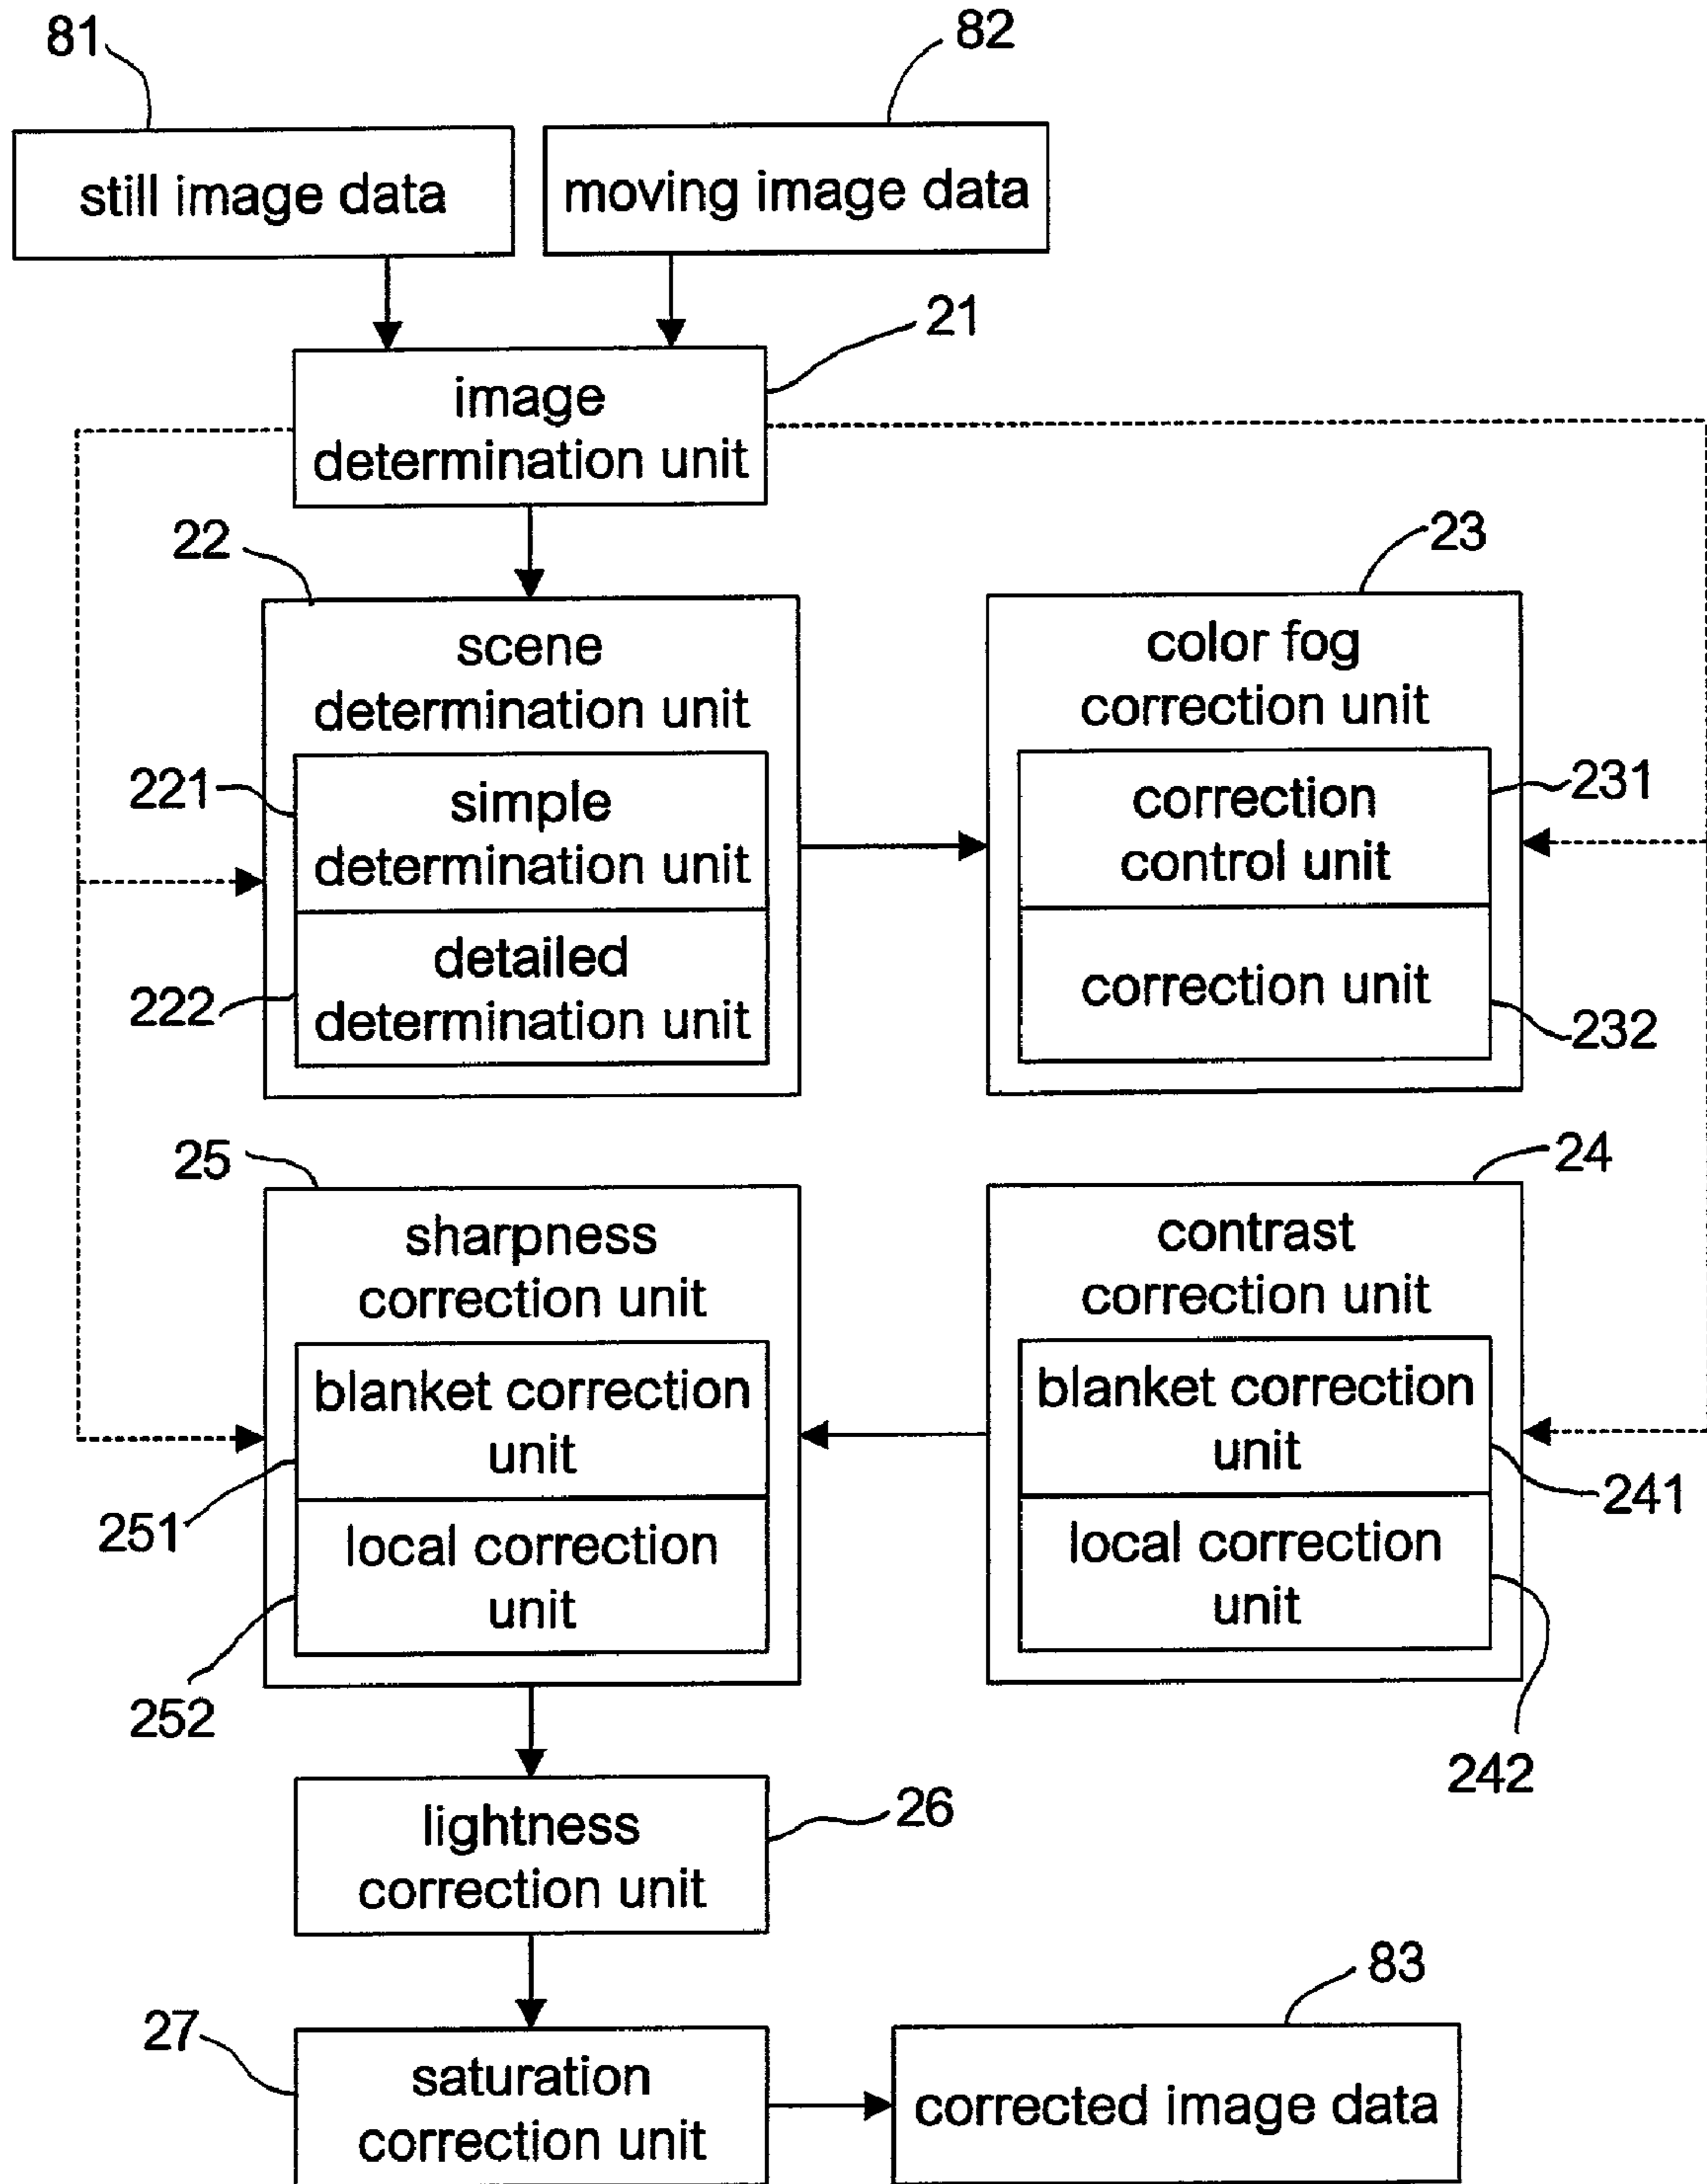 81
82
still image data
moving image data
21
image
determination unit
22
23
scene
determination unit
color fog
correction unit
221
simple
determination unit
correction
control unit
231
222
detailed
determination unit
correction unit
232
25
24
sharpness
correction unit
contrast
correction unit
blanket correction
unit
blanket correction
unit
251
241
local correction
unit
local correction
unit
252
242
lightness
correction unit
26
83
27
saturation
correction unit
corrected image data